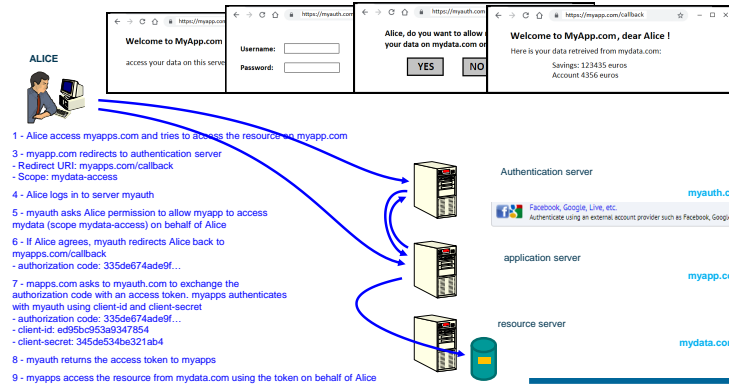 https://myapp.com
Welcome to MyApp.com
access your data on this serve
https://myauth.com
Username:
Password:
https://myauth.com
Alice, do you want to allow
your data on mydata.com or
YES
NO
https://myapp.com/callback
Welcome to MyApp.com , dear Alice !
Here is your data retreived from mydata.com:
Savings: 123435 euros
Account 4356 euros
ALICE
1 - Alice access myapps.com and tries to access the resource on myapp.com
3 - myapp.com redirects to authentication server
- Redirect URI: myapps.com/callback
- Scope: mydata-access
4 - Alice logs in to server myauth
5 - myauth asks Alice permission to allow myapp to access
mydata (scope mydata-access) on behalf of Alice
6 - If Alice agrees, myauth redirects Alice back to
myapps.com/callback
- authorization code: 335de674ade9f...
7 - mapps.com asks to myauth.com to exchange the
authorization code with an access token. myapps authenticates
with myauth using client-id and client-secret
- authorization code: 335de674ade9f...
- client-id: ed95bc953a9347854
- client-secret: 345de534be321ab4
8 - myauth returns the access token to myapps
9 - myapps access the resource from mydata.com using the token on behalf of Alice
Authentication server
myauth.c
Facebook, Google, Live, etc.
Authenticate using an external account provider such as Facebook, Googl
application server
myapp.c
resource server
mydata.co